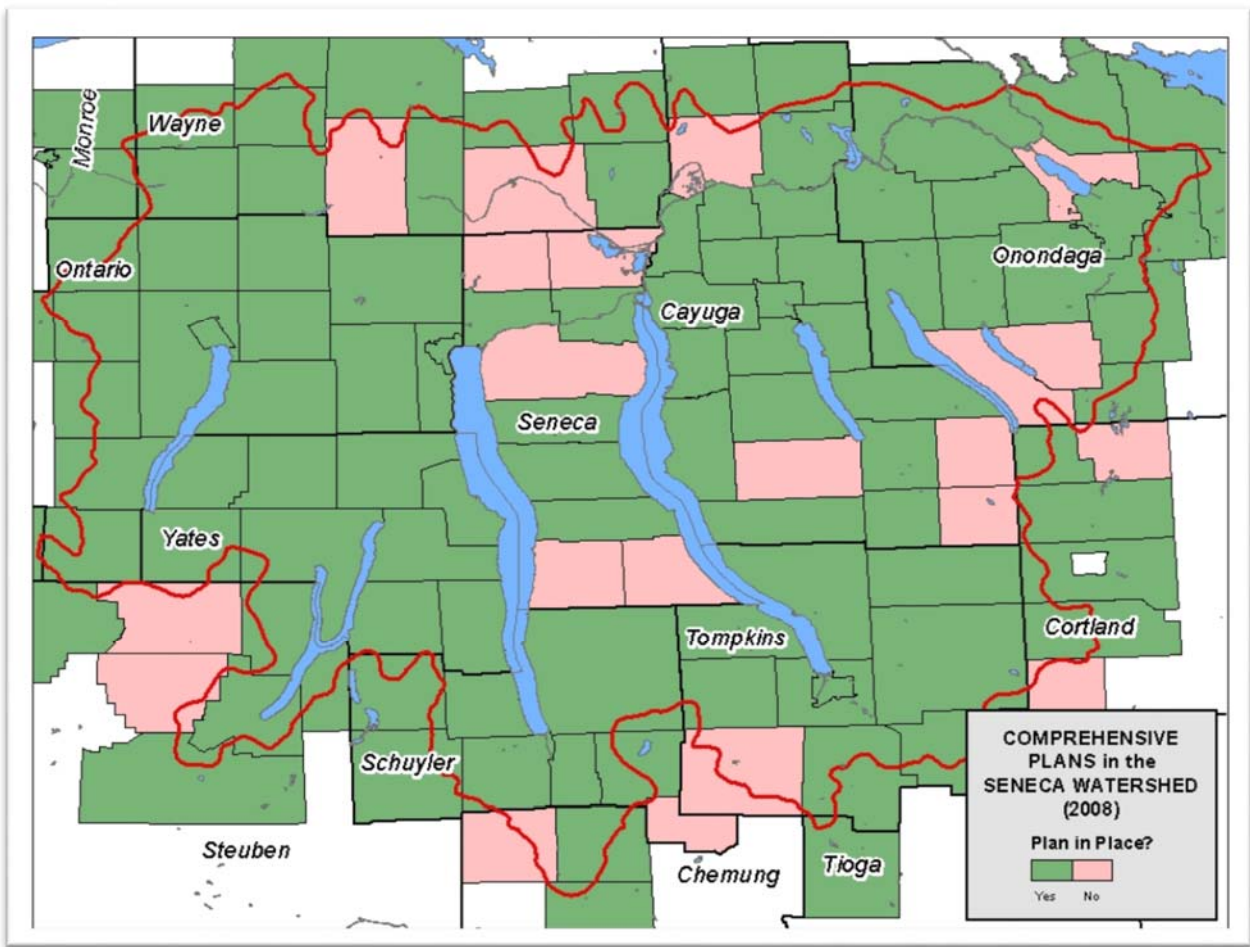 Monroe
Wayne
Ontario
Onondaga
Cayuga
Seneca
Yates
Tompkins
Cortland
Schuyler
Steuben
Chemung
Tioga
COMPREHENSIVE
PLANS in the
SENECA WATERSHED
(2008)
Plan in Place?
Yes No